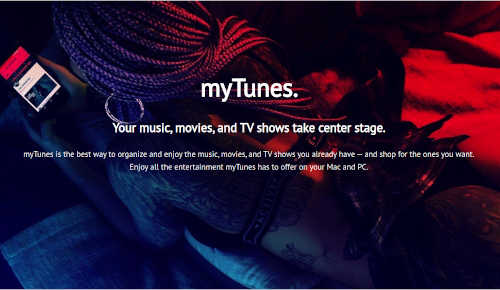 myTunes.
Your music, movies, and TV shows take center stage.
myTunes is the best way to organize and enjoy the music, movies, and TV shows you already have — and shop for the ones you want.
Enjoy all the entertainment myTunes has to offer on your Mac and PC.